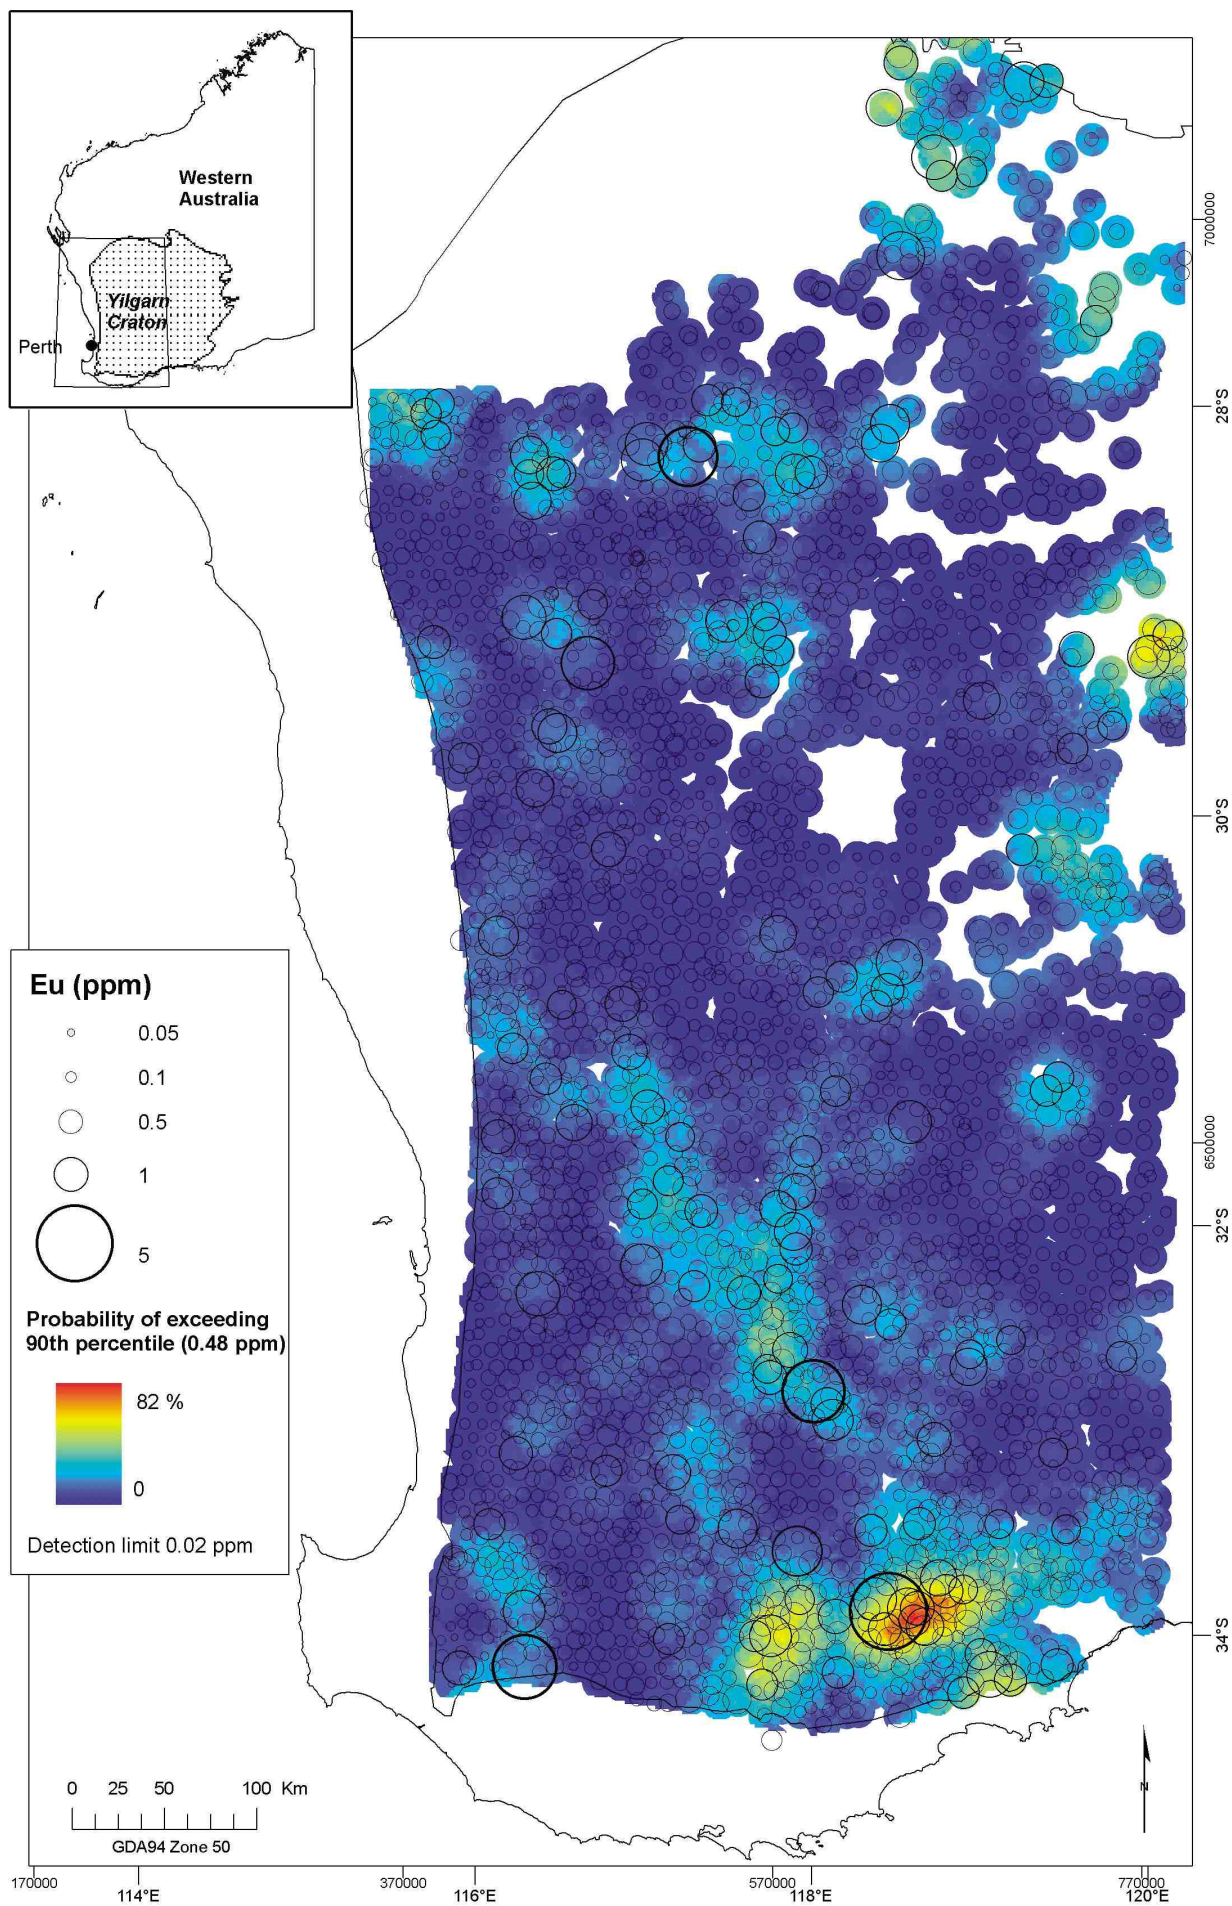 Western
Australia
Yilgarn
Craton
Perth
7000000
28°S
30°S
6500000
32°S
34°S
Eu (ppm)
0.05
0.1
0.5
1
5
Probability of exceeding
90th percentile (0.48 ppm)
82 %
0
Detection limit 0.02 ppm
0 25 50 100 Km
GDA94 Zone 50
N
170000 370000 570000 770000
114°E 116°E 118°E 120°E